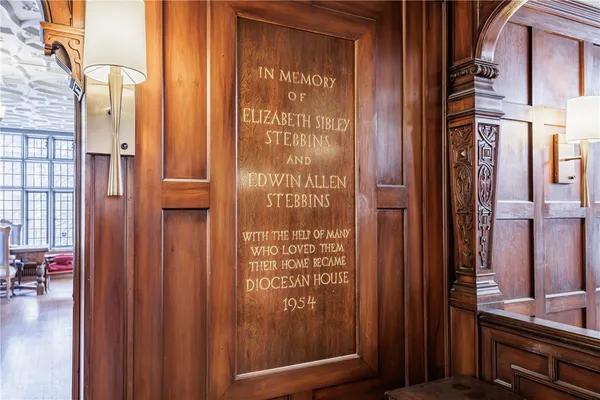 IN MEMORY
OF
ELIZABETH SIBLEY
STEBBINS
AND
EDWIN ALLEN
STEBBINS
WITH THE HELP OF MANY
WHO LOVED THEM
THEIR HOME BECAME
DIOCESAN HOUSE
1954